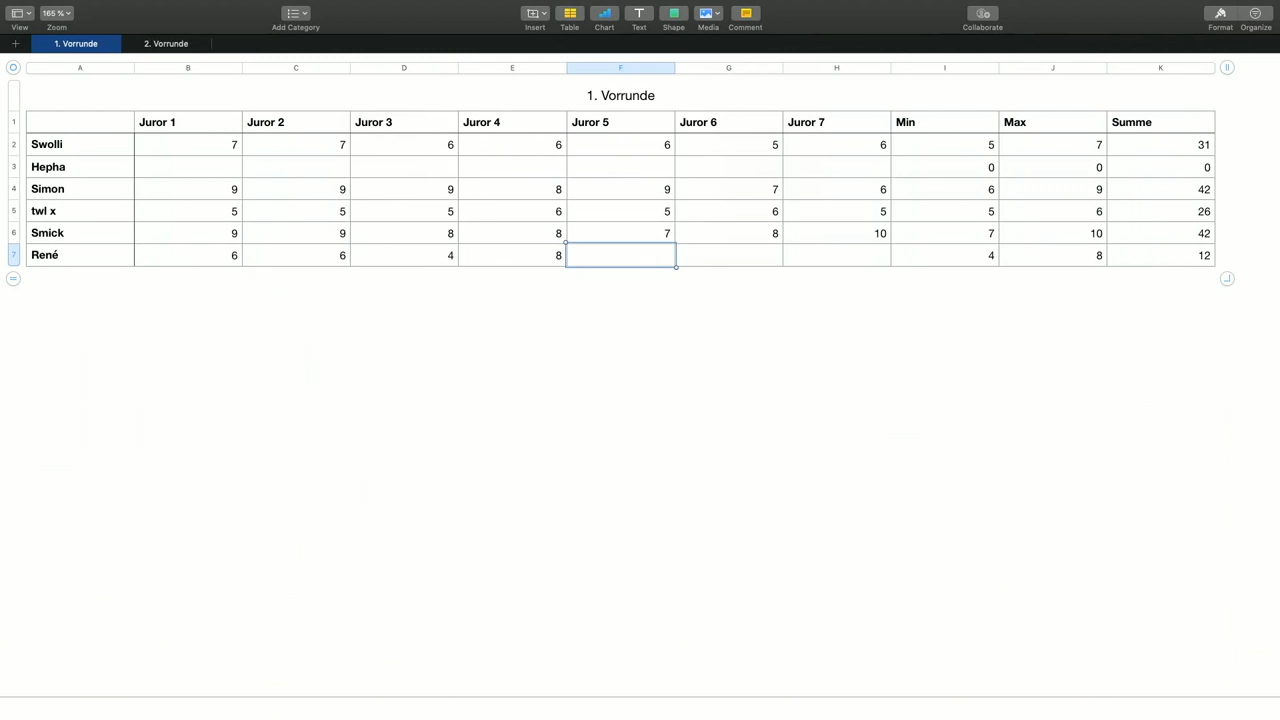 165 %
View Zoom Add Category Insert Table Chart Text Shape Media Comment Collaborate Format Organize
1. Vorrunde 2. Vorrunde
A B C D E F G H I J K
1. Vorrunde
1 Juror 1 Juror 2 Juror 3 Juror 4 Juror 5 Juror 6 Juror 7 Min Max Summe
2 Swolli 7 7 6 6 6 5 6 5 7 31
3 Hepha 0 0 0
4 Simon 9 9 9 8 9 7 6 6 9 42
5 twl x 5 5 5 6 5 6 5 5 6 26
6 Smick 9 9 8 8 7 8 10 7 10 42
7 René 6 6 4 8 4 8 12